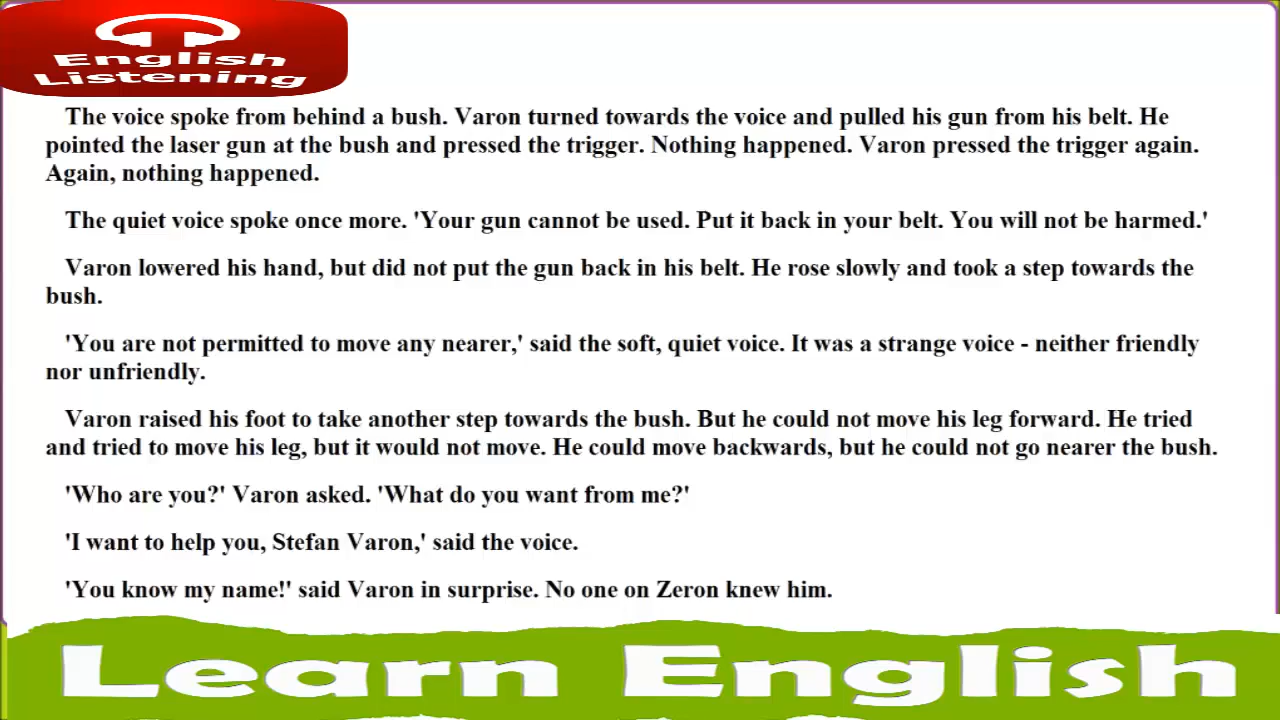 English
Listening
The voice spoke from behind a bush. Varon turned towards the voice and pulled his gun from his belt. He
pointed the laser gun at the bush and pressed the trigger. Nothing happened. Varon pressed the trigger again.
Again, nothing happened.
The quiet voice spoke once more. 'Your gun cannot be used. Put it back in your belt. You will not be harmed.'
Varon lowered his hand, but did not put the gun back in his belt. He rose slowly and took a step towards the
bush.
'You are not permitted to move any nearer,' said the soft, quiet voice. It was a strange voice - neither friendly
nor unfriendly.
Varon raised his foot to take another step towards the bush. But he could not move his leg forward. He tried
and tried to move his leg, but it would not move. He could move backwards, but he could not go nearer the bush.
'Who are you?' Varon asked. 'What do you want from me?'
'I want to help you, Stefan Varon,' said the voice.
'You know my name!' said Varon in surprise. No one on Zeron knew him.
Learn English